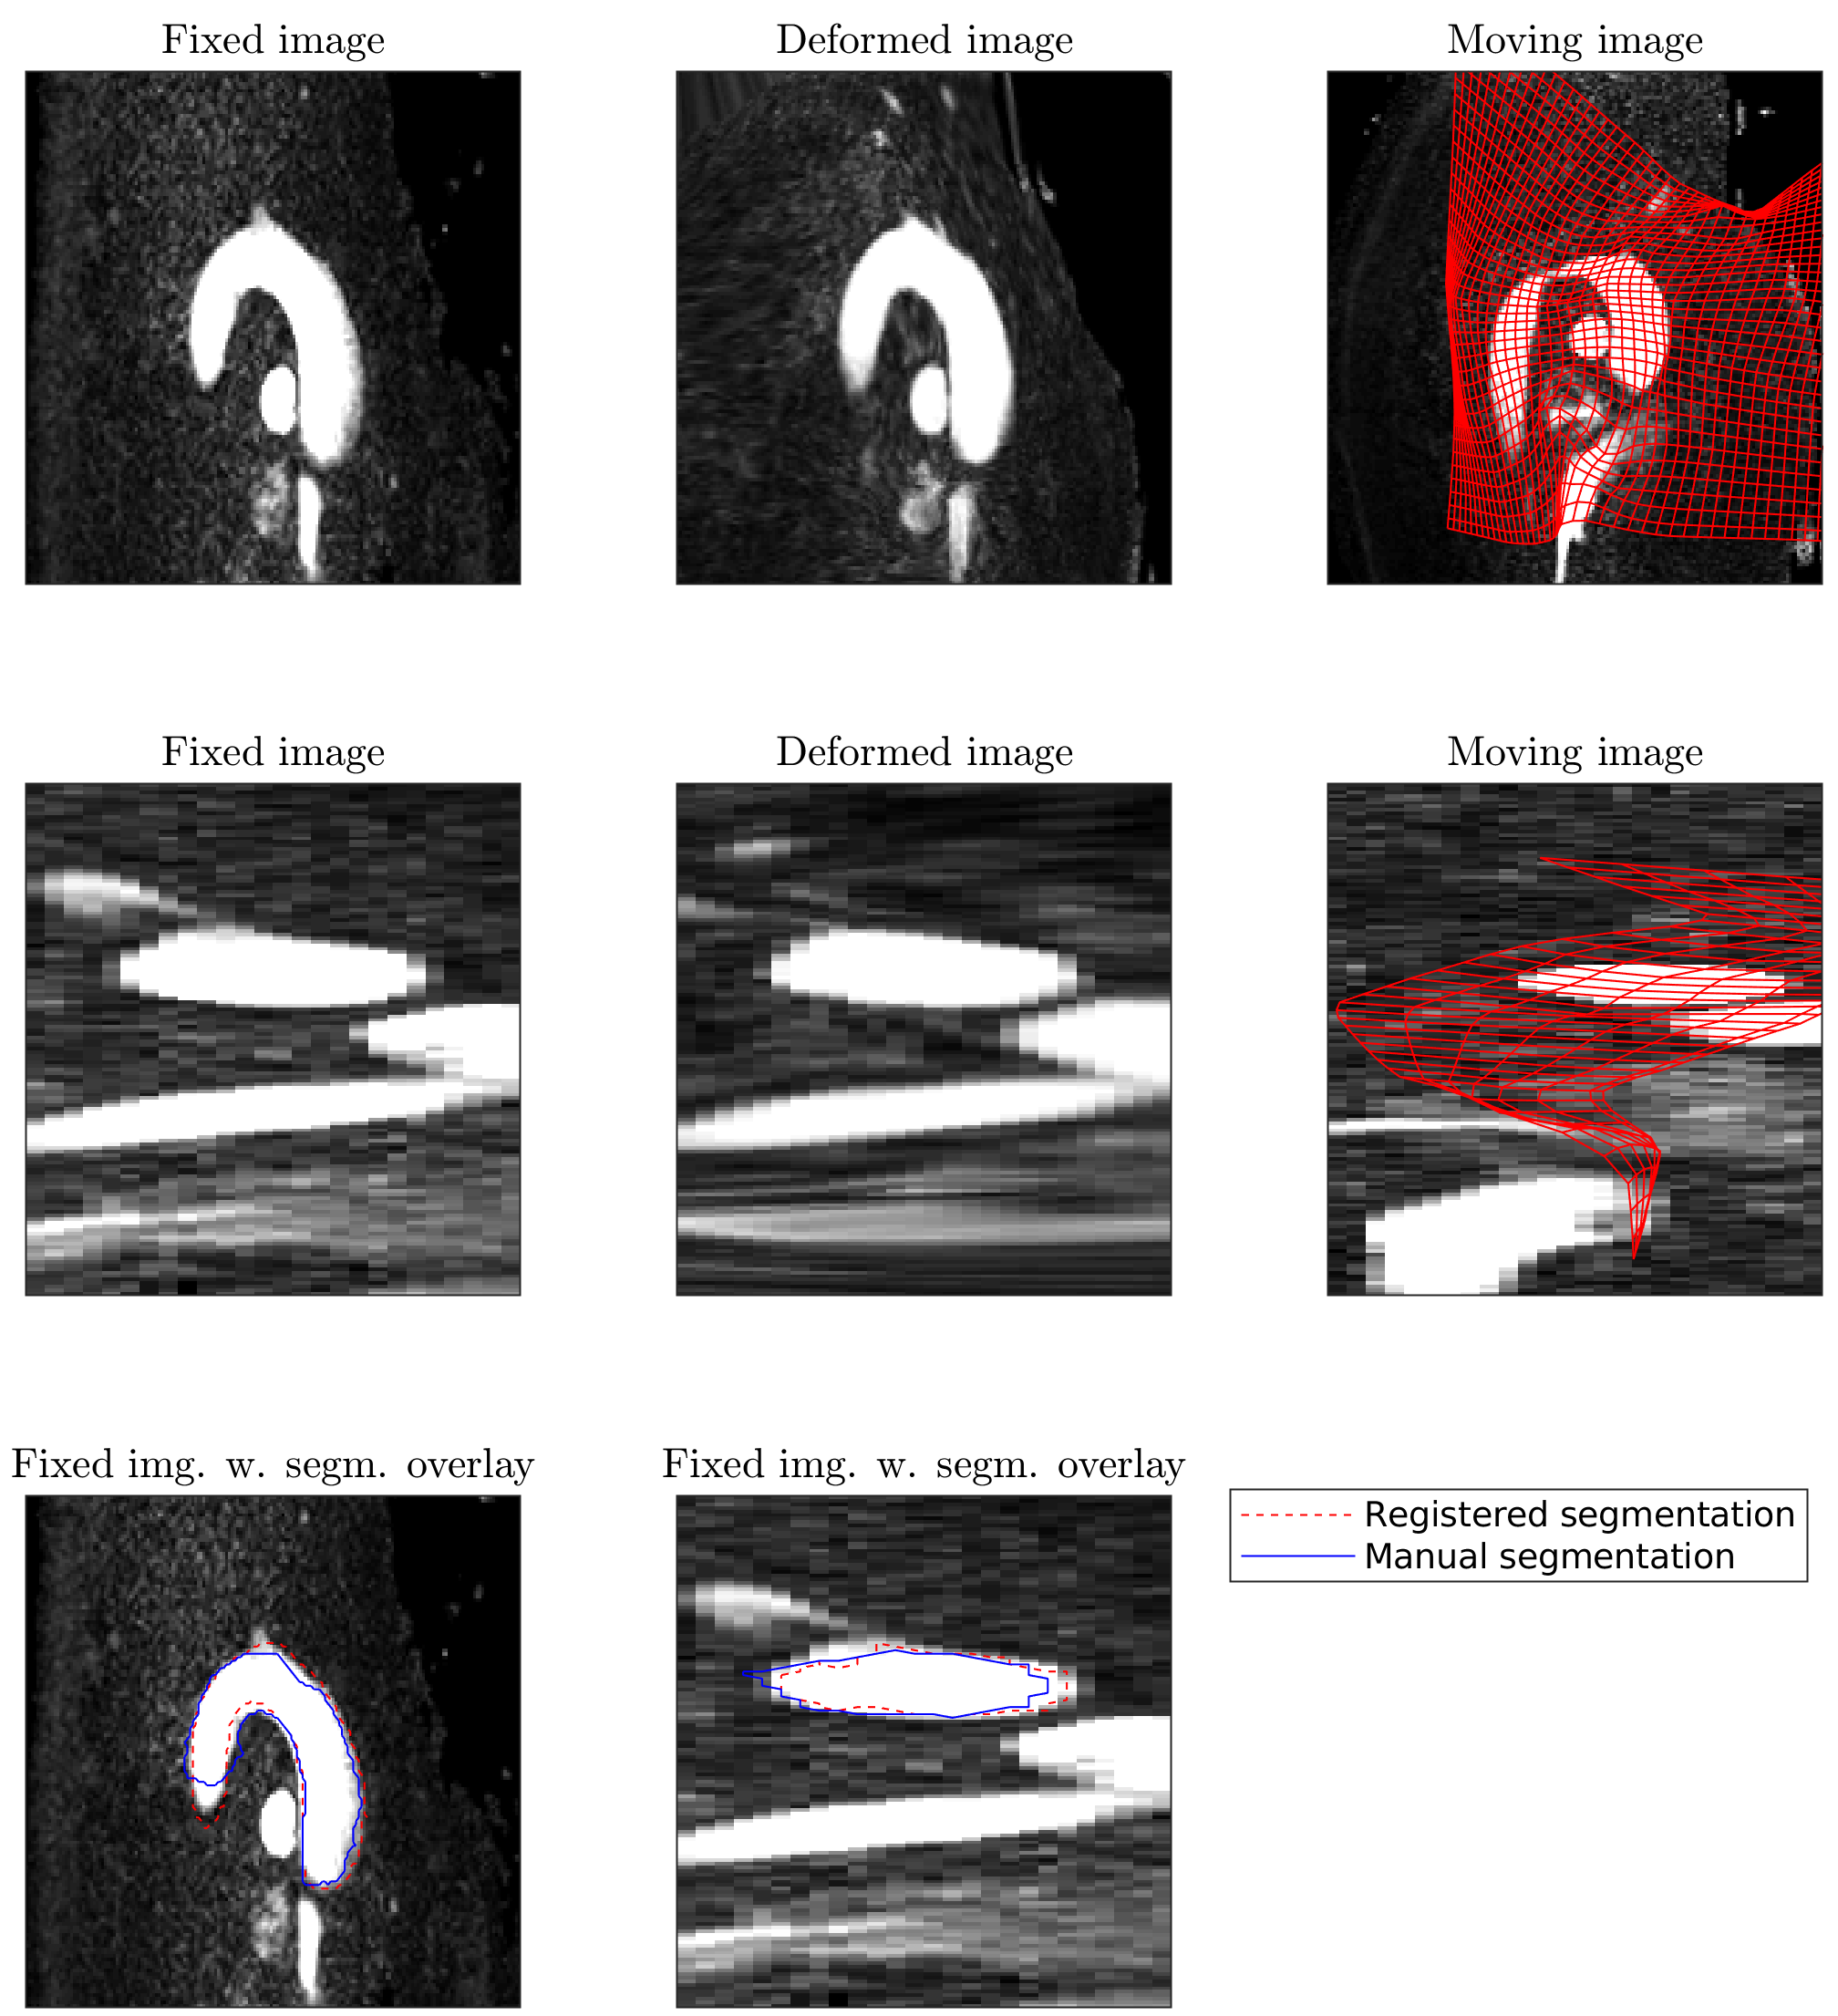 Fixed image
Deformed image
Moving image
Fixed image
Deformed image
Moving image
Fixed img. w. segm. overlay
Fixed img. w. segm. overlay
Registered segmentation
Manual segmentation